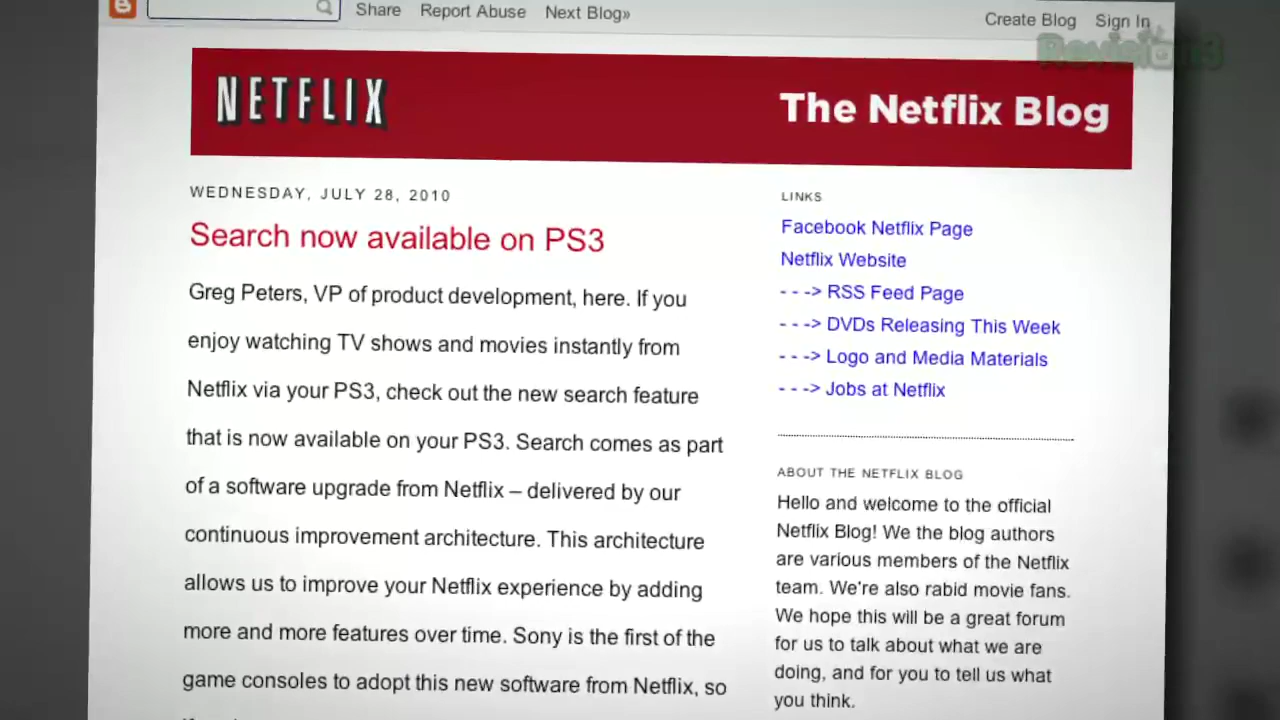 Share Report Abuse Next Blog»
Create Blog Sign In
Revision3
NETFLIX
The Netflix Blog
WEDNESDAY, JULY 28, 2010
Search now available on PS3
Greg Peters, VP of product development, here. If you
enjoy watching TV shows and movies instantly from
Netflix via your PS3, check out the new search feature
that is now available on your PS3. Search comes as part
of a software upgrade from Netflix – delivered by our
continuous improvement architecture. This architecture
allows us to improve your Netflix experience by adding
more and more features over time. Sony is the first of the
game consoles to adopt this new software from Netflix, so
LINKS
Facebook Netflix Page
Netflix Website
- - -> RSS Feed Page
- - -> DVDs Releasing This Week
- - -> Logo and Media Materials
- - -> Jobs at Netflix
ABOUT THE NETFLIX BLOG
Hello and welcome to the official
Netflix Blog! We the blog authors
are various members of the Netflix
team. We're also rabid movie fans.
We hope this will be a great forum
for us to talk about what we are
doing, and for you to tell us what
you think.